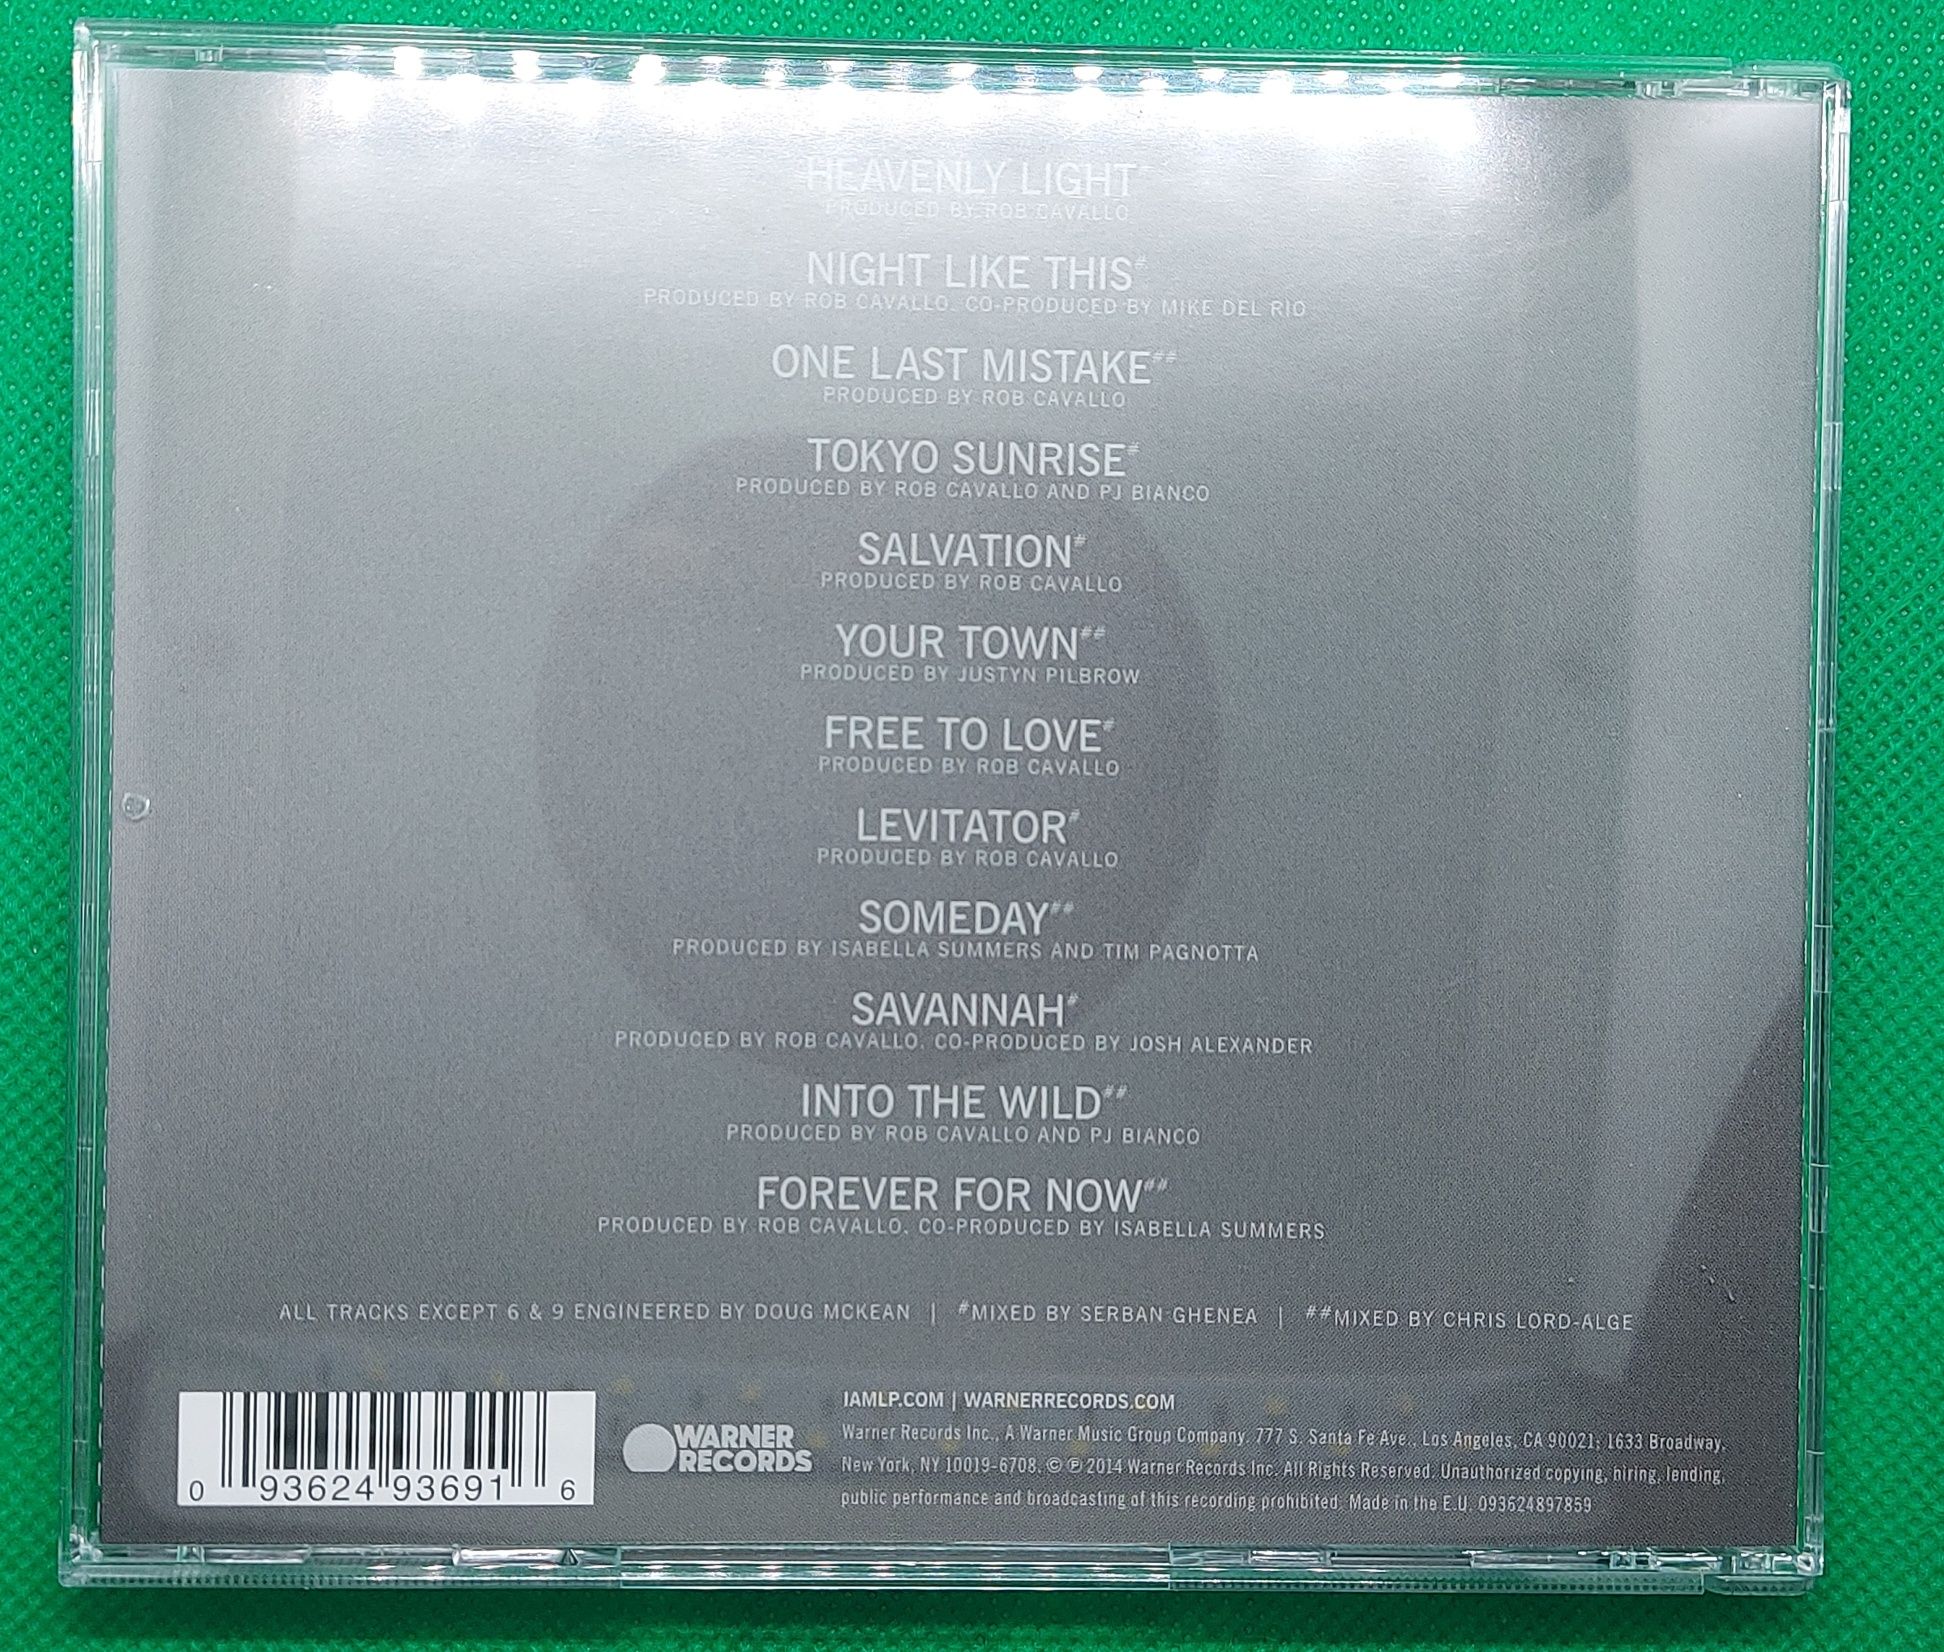 HEAVENLY LIGHT
PRODUCED BY ROB CAVALLO
NIGHT LIKE THIS#
PRODUCED BY ROB CAVALLO. CO-PRODUCED BY MIKE DEL RIO
ONE LAST MISTAKE##
PRODUCED BY ROB CAVALLO
TOKYO SUNRISE#
PRODUCED BY ROB CAVALLO AND PJ BIANCO
SALVATION#
PRODUCED BY ROB CAVALLO
YOUR TOWN##
PRODUCED BY JUSTYN PILBROW
FREE TO LOVE#
PRODUCED BY ROB CAVALLO
LEVITATOR#
PRODUCED BY ROB CAVALLO
SOMEDAY##
PRODUCED BY ISABELLA SUMMERS AND TIM PAGNOTTA
SAVANNAH#
PRODUCED BY ROB CAVALLO. CO-PRODUCED BY JOSH ALEXANDER
INTO THE WILD##
PRODUCED BY ROB CAVALLO AND PJ BIANCO
FOREVER FOR NOW##
PRODUCED BY ROB CAVALLO. CO-PRODUCED BY ISABELLA SUMMERS
ALL TRACKS EXCEPT 6 & 9 ENGINEERED BY DOUG MCKEAN | #MIXED BY SERBAN GHENEA | ##MIXED BY CHRIS LORD-ALGE
0 93624 93691 6
WARNER
RECORDS
IAMLP.COM | WARNERRECORDS.COM
Warner Records Inc., A Warner Music Group Company. 777 S. Santa Fe Ave., Los Angeles, CA 90021; 1633 Broadway,
New York, NY 10019-6708. © ℗ 2014 Warner Records Inc. All Rights Reserved. Unauthorized copying, hiring, lending,
public performance and broadcasting of this recording prohibited. Made in the E.U. 093624897859